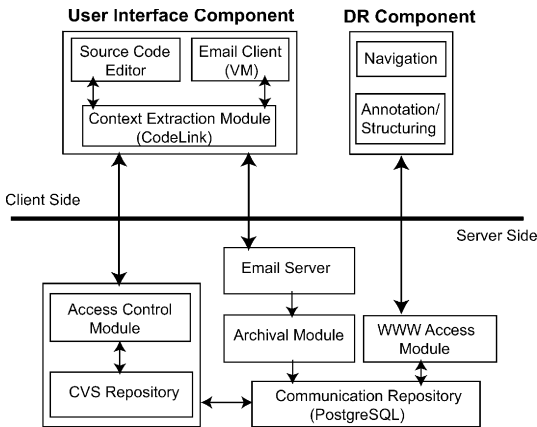 User Interface Component
DR Component
Source Code
Editor
Email Client
(VM)
Context Extraction Module
(CodeLink)
Navigation
Annotation/
Structuring
Client Side
Server Side
Email Server
Access Control
Module
Archival Module
WWW Access
Module
CVS Repository
Communication Repository
(PostgreSQL)